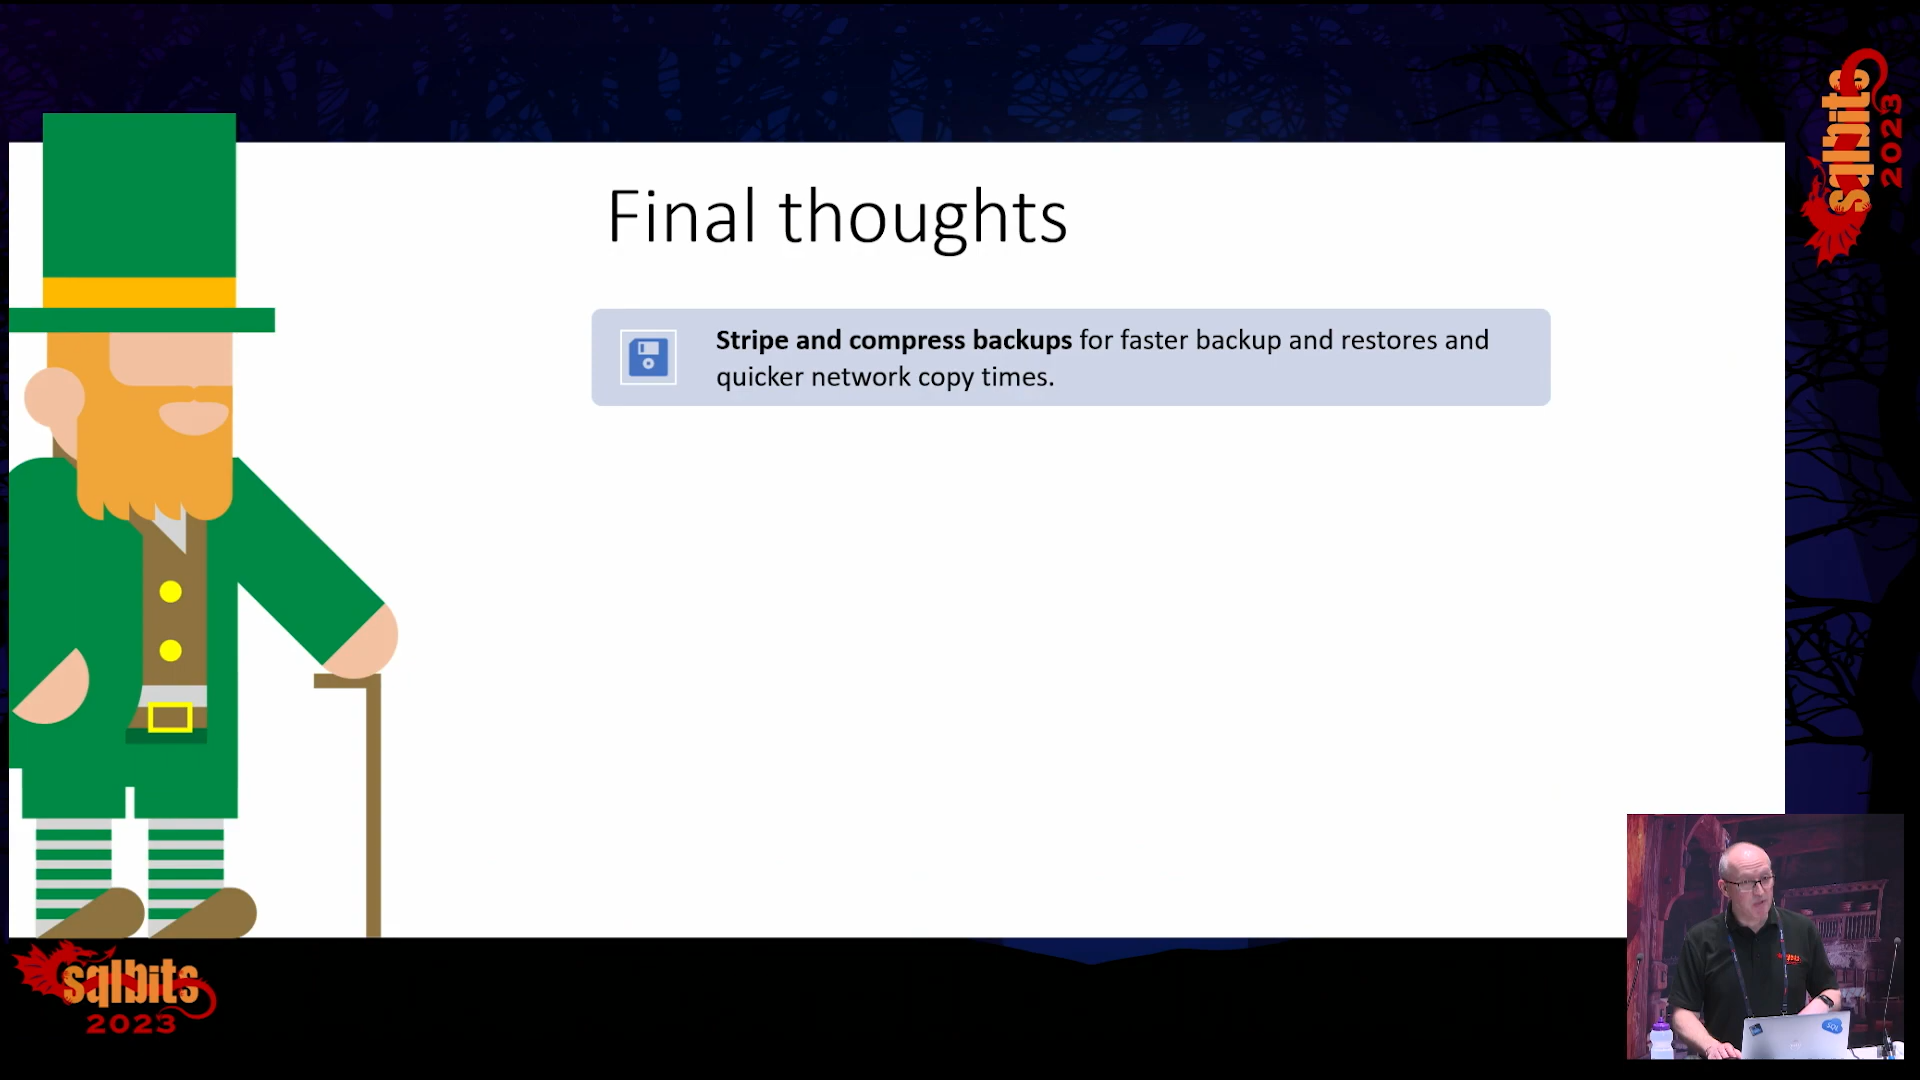 Final thoughts
Stripe and compress backups for faster backup and restores and
quicker network copy times.
sqlbits
2023
sqlbits
2023
SQL